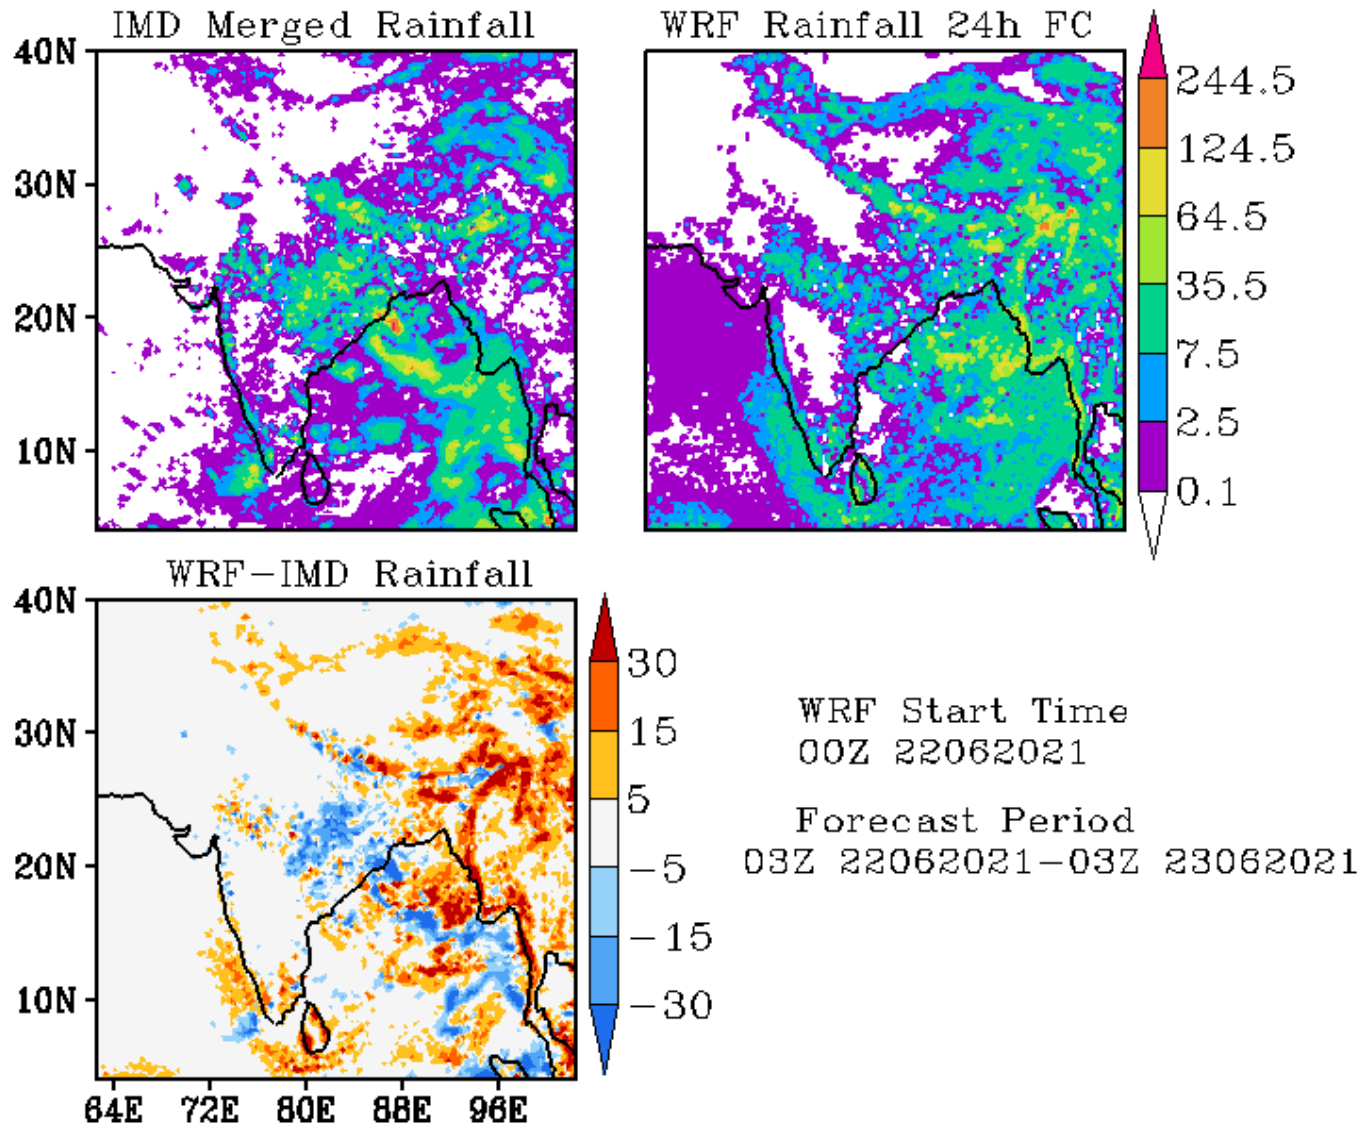 IMD Merged Rainfall
WRF Rainfall 24h FC
40N
30N
20N
10N
244.5
124.5
64.5
35.5
7.5
2.5
0.1
WRF-IMD Rainfall
40N
30N
20N
10N
64E 72E 80E 88E 96E
30
15
5
-5
-15
-30
WRF Start Time
00Z 22062021
Forecast Period
03Z 22062021-03Z 23062021